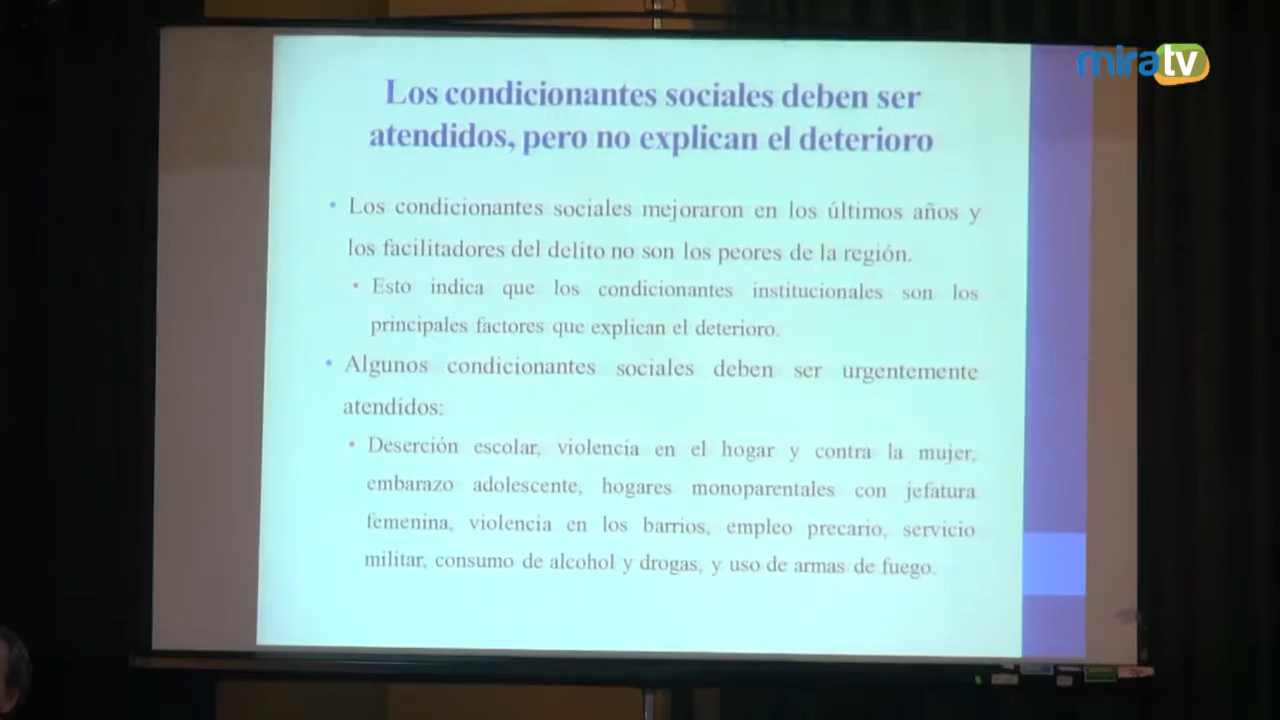 miratv
Los condicionantes sociales deben ser
atendidos, pero no explican el deterioro
• Los condicionantes sociales mejoraron en los últimos años y
los facilitadores del delito no son los peores de la región.
• Esto indica que los condicionantes institucionales son los
principales factores que explican el deterioro.
• Algunos condicionantes sociales deben ser urgentemente
atendidos:
• Deserción escolar, violencia en el hogar y contra la mujer,
embarazo adolescente, hogares monoparentales con jefatura
femenina, violencia en los barrios, empleo precario, servicio
militar, consumo de alcohol y drogas, y uso de armas de fuego.